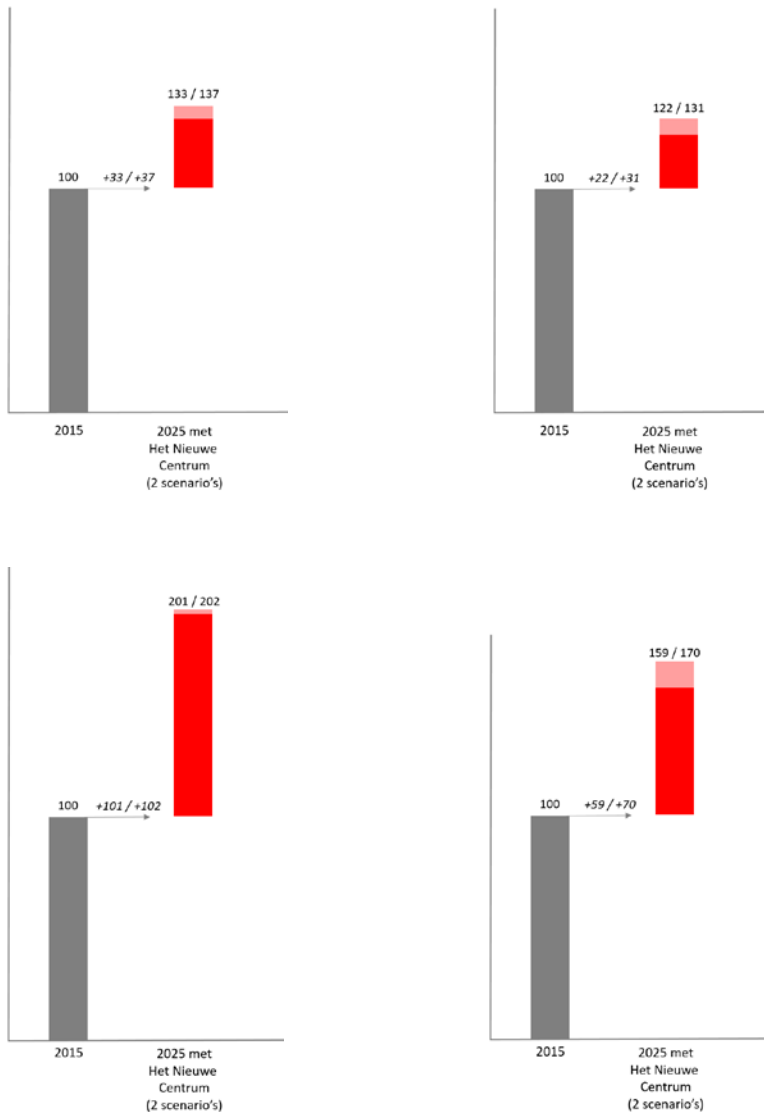 133 / 137
100
+33 / +37
2015
2025 met
Het Nieuwe
Centrum
(2 scenario's)
122 / 131
100
+22 / +31
2015
2025 met
Het Nieuwe
Centrum
(2 scenario's)
201 / 202
100
+101 / +102
2015
2025 met
Het Nieuwe
Centrum
(2 scenario's)
159 / 170
100
+59 / +70
2015
2025 met
Het Nieuwe
Centrum
(2 scenario's)